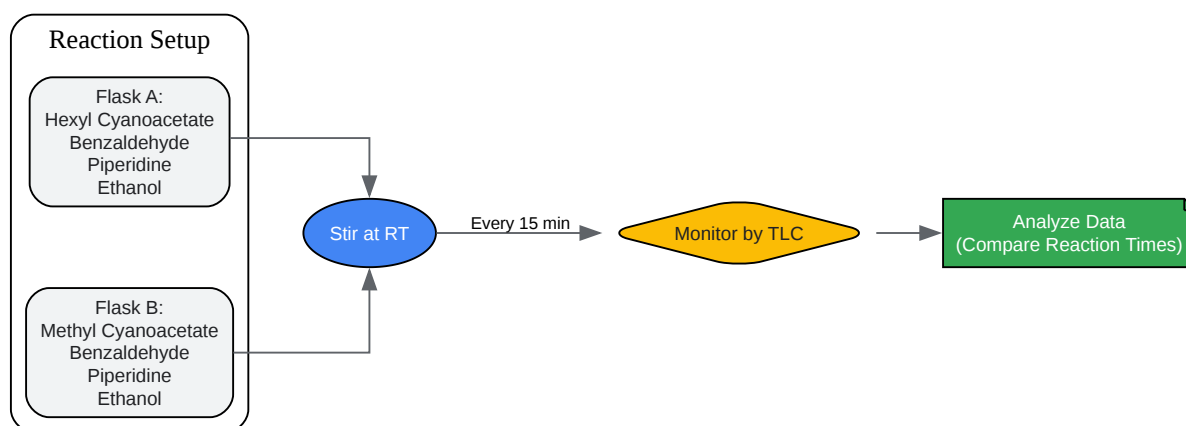 Reaction Setup
Flask A:
Hexyl Cyanoacetate
Benzaldehyde
Piperidine
Ethanol
Flask B:
Methyl Cyanoacetate
Benzaldehyde
Piperidine
Ethanol
Stir at RT
Every 15 min
Monitor by TLC
Analyze Data
(Compare Reaction Times)